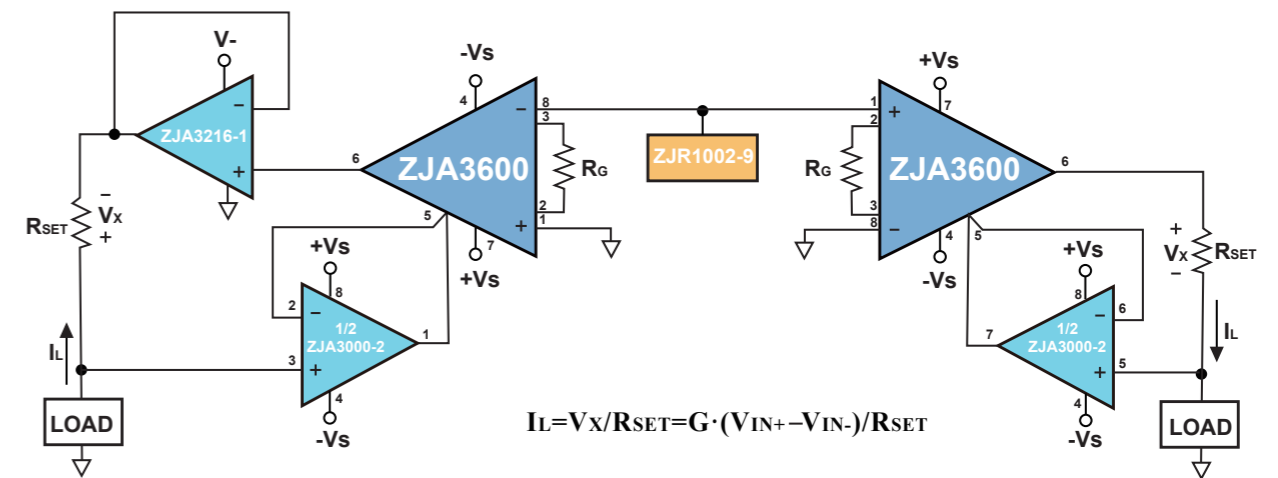 V-
-
ZJA3216-1
+
-Vs
4
-
8
3
ZJA3600
6
RG
2
1
+
5
7
+Vs
ZJR1002-9
+Vs
7
1
+
2
RG
ZJA3600
6
3
8
-
4
5
-Vs
RSET
-
VX
+
IL
LOAD
+Vs
8
2
-
1/2
ZJA3000-2
1
3
+
4
-Vs
+
VX
-
RSET
IL
+Vs
8
-
6
1/2
ZJA3000-2
7
+
5
4
-Vs
LOAD
IL=VX/RSET=G·(VIN+−VIN-)/RSET